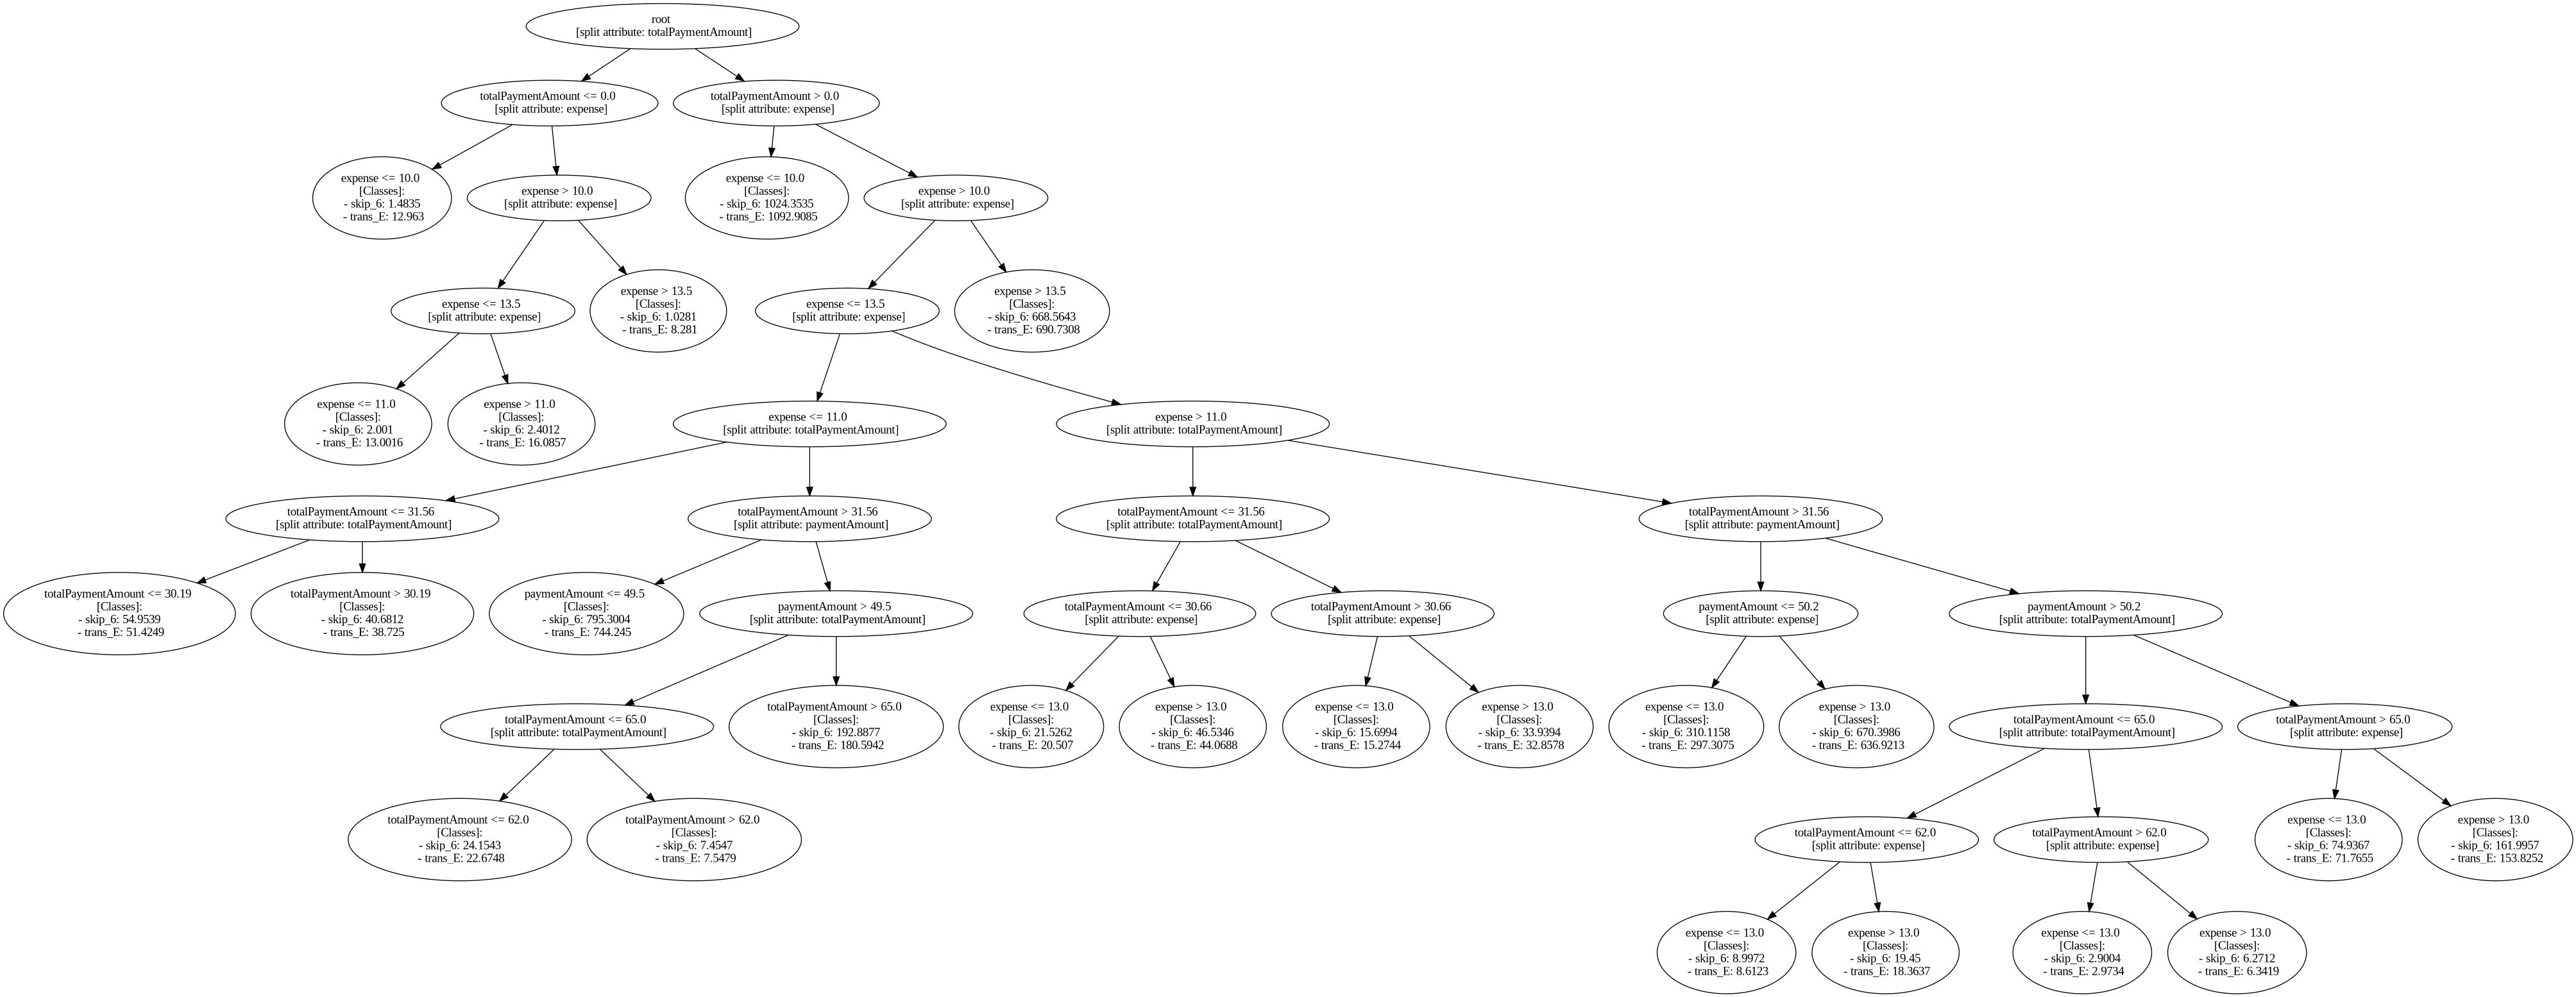 root
[split attribute: totalPaymentAmount]
totalPaymentAmount <= 0.0
[split attribute: expense]
totalPaymentAmount > 0.0
[split attribute: expense]
expense <= 10.0
[Classes]:
- skip_6: 1.4835
- trans_E: 12.963
expense > 10.0
[split attribute: expense]
expense <= 10.0
[Classes]:
- skip_6: 1024.3535
- trans_E: 1092.9085
expense > 10.0
[split attribute: expense]
expense <= 13.5
[split attribute: expense]
expense > 13.5
[Classes]:
- skip_6: 1.0281
- trans_E: 8.281
expense <= 13.5
[split attribute: expense]
expense > 13.5
[Classes]:
- skip_6: 668.5643
- trans_E: 690.7308
expense <= 11.0
[Classes]:
- skip_6: 2.001
- trans_E: 13.0016
expense > 11.0
[Classes]:
- skip_6: 2.4012
- trans_E: 16.0857
expense <= 11.0
[split attribute: totalPaymentAmount]
expense > 11.0
[split attribute: totalPaymentAmount]
totalPaymentAmount <= 31.56
[split attribute: totalPaymentAmount]
totalPaymentAmount > 31.56
[split attribute: paymentAmount]
totalPaymentAmount <= 31.56
[split attribute: totalPaymentAmount]
totalPaymentAmount > 31.56
[split attribute: paymentAmount]
totalPaymentAmount <= 30.19
[Classes]:
- skip_6: 54.9539
- trans_E: 51.4249
totalPaymentAmount > 30.19
[Classes]:
- skip_6: 40.6812
- trans_E: 38.725
paymentAmount <= 49.5
[Classes]:
- skip_6: 795.3004
- trans_E: 744.245
paymentAmount > 49.5
[split attribute: totalPaymentAmount]
totalPaymentAmount <= 30.66
[split attribute: expense]
totalPaymentAmount > 30.66
[split attribute: expense]
paymentAmount <= 50.2
[split attribute: expense]
paymentAmount > 50.2
[split attribute: totalPaymentAmount]
totalPaymentAmount <= 65.0
[split attribute: totalPaymentAmount]
totalPaymentAmount > 65.0
[Classes]:
- skip_6: 192.8877
- trans_E: 180.5942
expense <= 13.0
[Classes]:
- skip_6: 21.5262
- trans_E: 20.507
expense > 13.0
[Classes]:
- skip_6: 46.5346
- trans_E: 44.0688
expense <= 13.0
[Classes]:
- skip_6: 15.6994
- trans_E: 15.2744
expense > 13.0
[Classes]:
- skip_6: 33.9394
- trans_E: 32.8578
expense <= 13.0
[Classes]:
- skip_6: 310.1158
- trans_E: 297.3075
expense > 13.0
[Classes]:
- skip_6: 670.3986
- trans_E: 636.9213
totalPaymentAmount <= 65.0
[split attribute: totalPaymentAmount]
totalPaymentAmount > 65.0
[split attribute: expense]
totalPaymentAmount <= 62.0
[Classes]:
- skip_6: 24.1543
- trans_E: 22.6748
totalPaymentAmount > 62.0
[Classes]:
- skip_6: 7.4547
- trans_E: 7.5479
totalPaymentAmount <= 62.0
[split attribute: expense]
totalPaymentAmount > 62.0
[split attribute: expense]
expense <= 13.0
[Classes]:
- skip_6: 74.9367
- trans_E: 71.7655
expense > 13.0
[Classes]:
- skip_6: 161.9957
- trans_E: 153.8252
expense <= 13.0
[Classes]:
- skip_6: 8.9972
- trans_E: 8.6123
expense > 13.0
[Classes]:
- skip_6: 19.45
- trans_E: 18.3637
expense <= 13.0
[Classes]:
- skip_6: 2.9004
- trans_E: 2.9734
expense > 13.0
[Classes]:
- skip_6: 6.2712
- trans_E: 6.3419